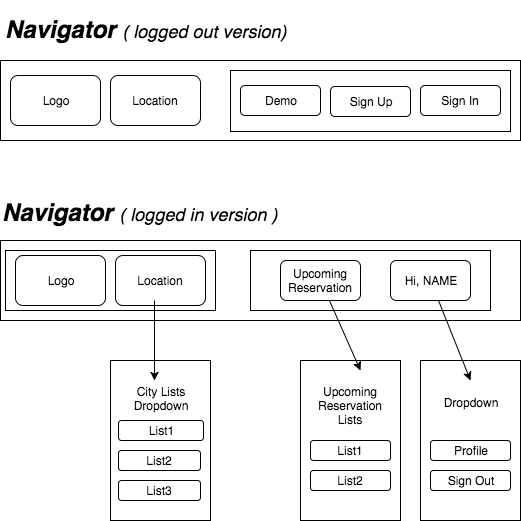 Navigator ( logged out version)
Logo
Location
Demo
Sign Up
Sign In
Navigator ( logged in version )
Logo
Location
Upcoming
Reservation
Hi, NAME
City Lists
Dropdown
List1
List2
List3
Upcoming
Reservation
Lists
List1
List2
Dropdown
Profile
Sign Out